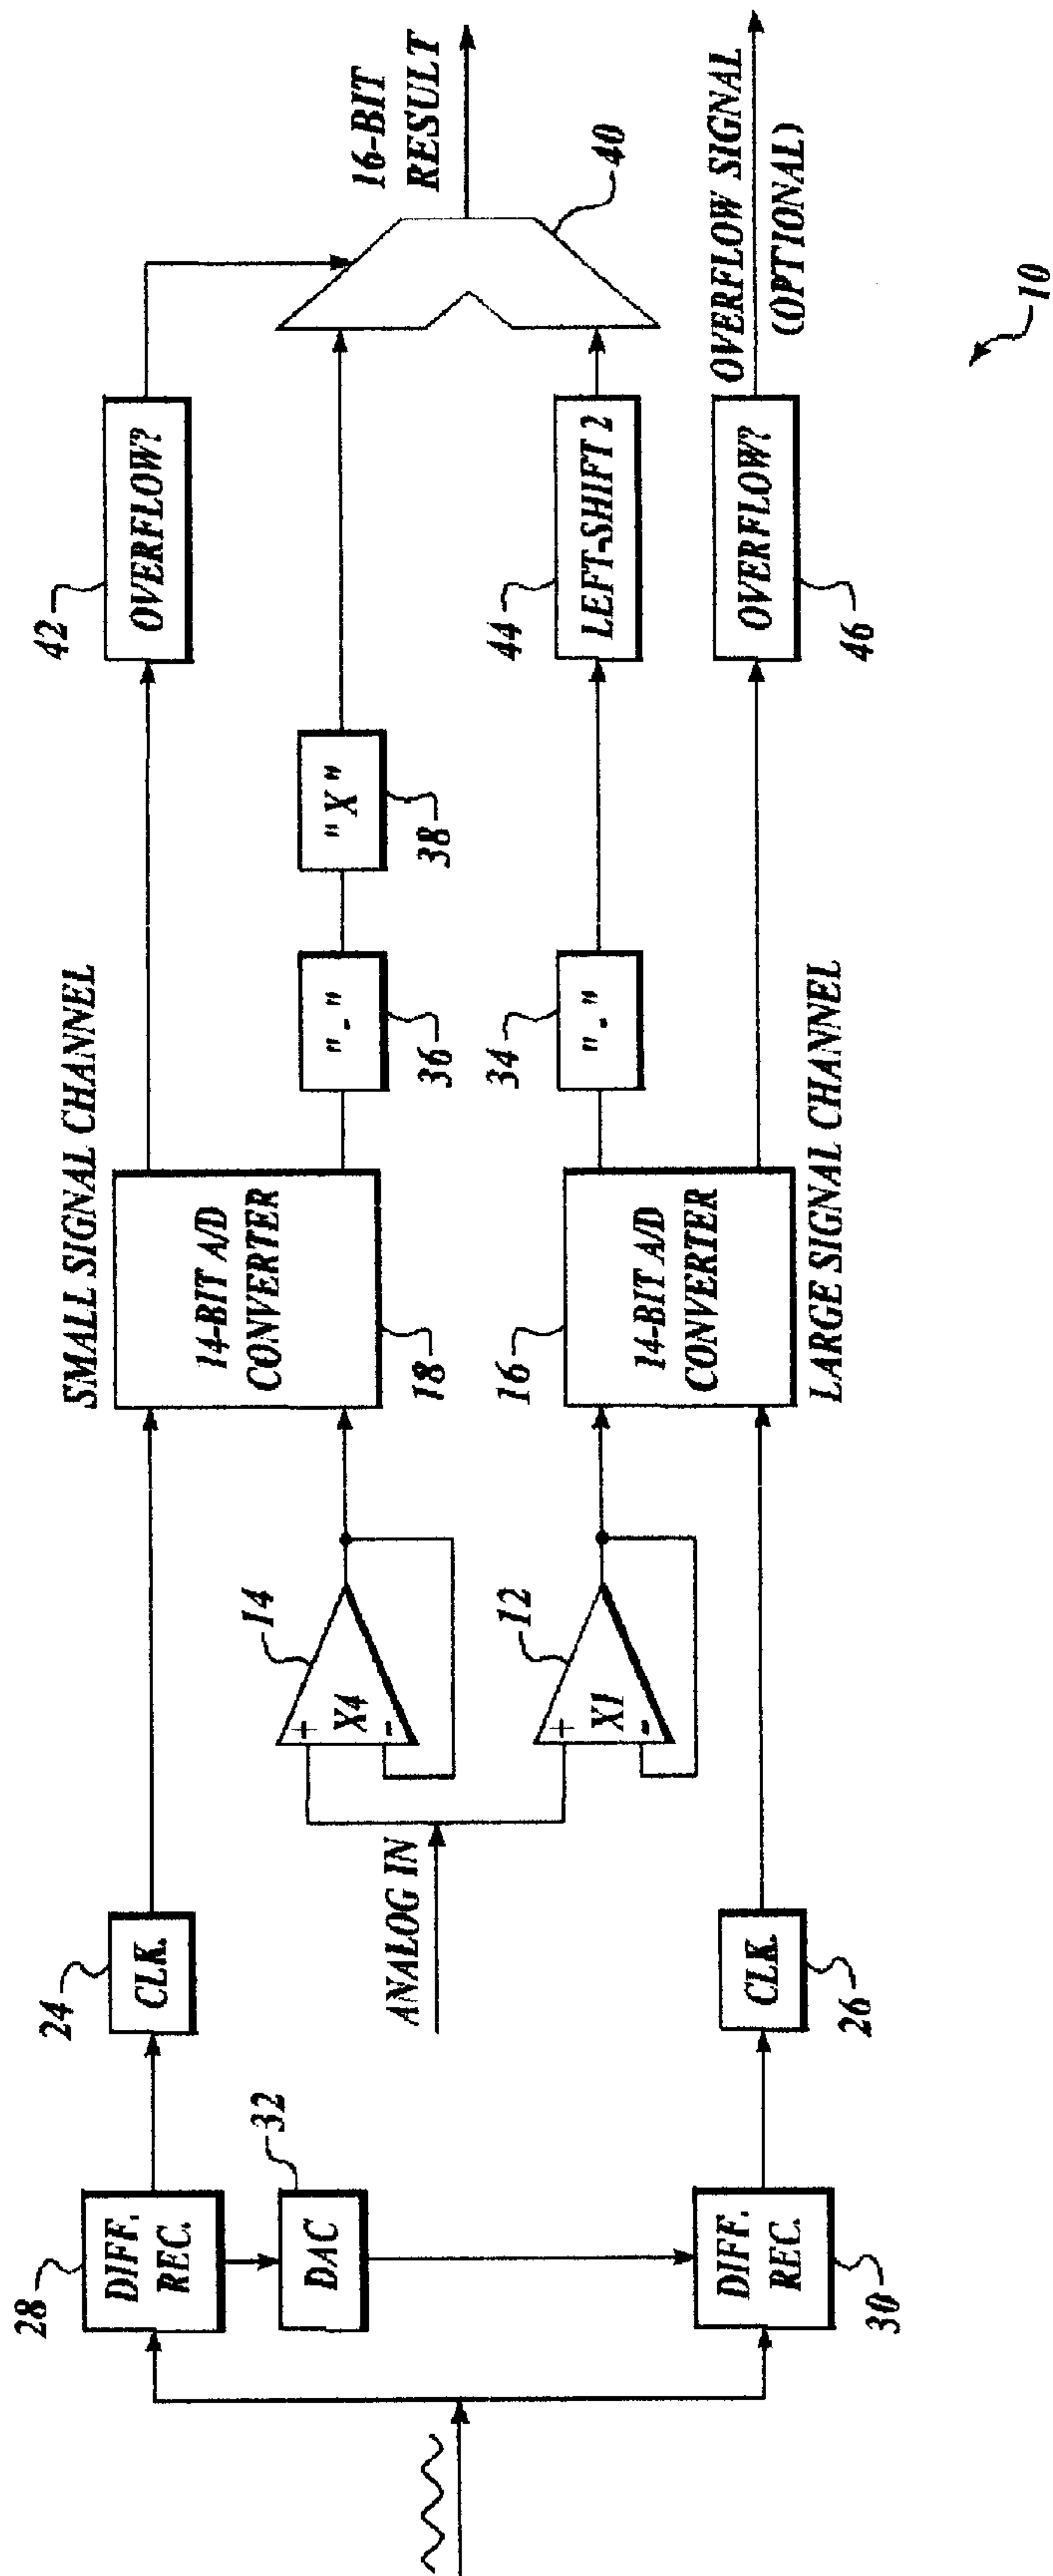 28
DIFF.
REC.
24
CLK.
SMALL SIGNAL CHANNEL
14-BIT A/D
CONVERTER
18
42
OVERFLOW?
32
DAC
ANALOG IN
14
+
X4
-
"-"
36
"X"
38
16-BIT
RESULT
40
12
+
X1
-
16
14-BIT A/D
CONVERTER
34
"-"
44
LEFT-SHIFT 2
DIFF.
REC.
30
CLK.
26
LARGE SIGNAL CHANNEL
OVERFLOW?
46
OVERFLOW SIGNAL
(OPTIONAL)
10